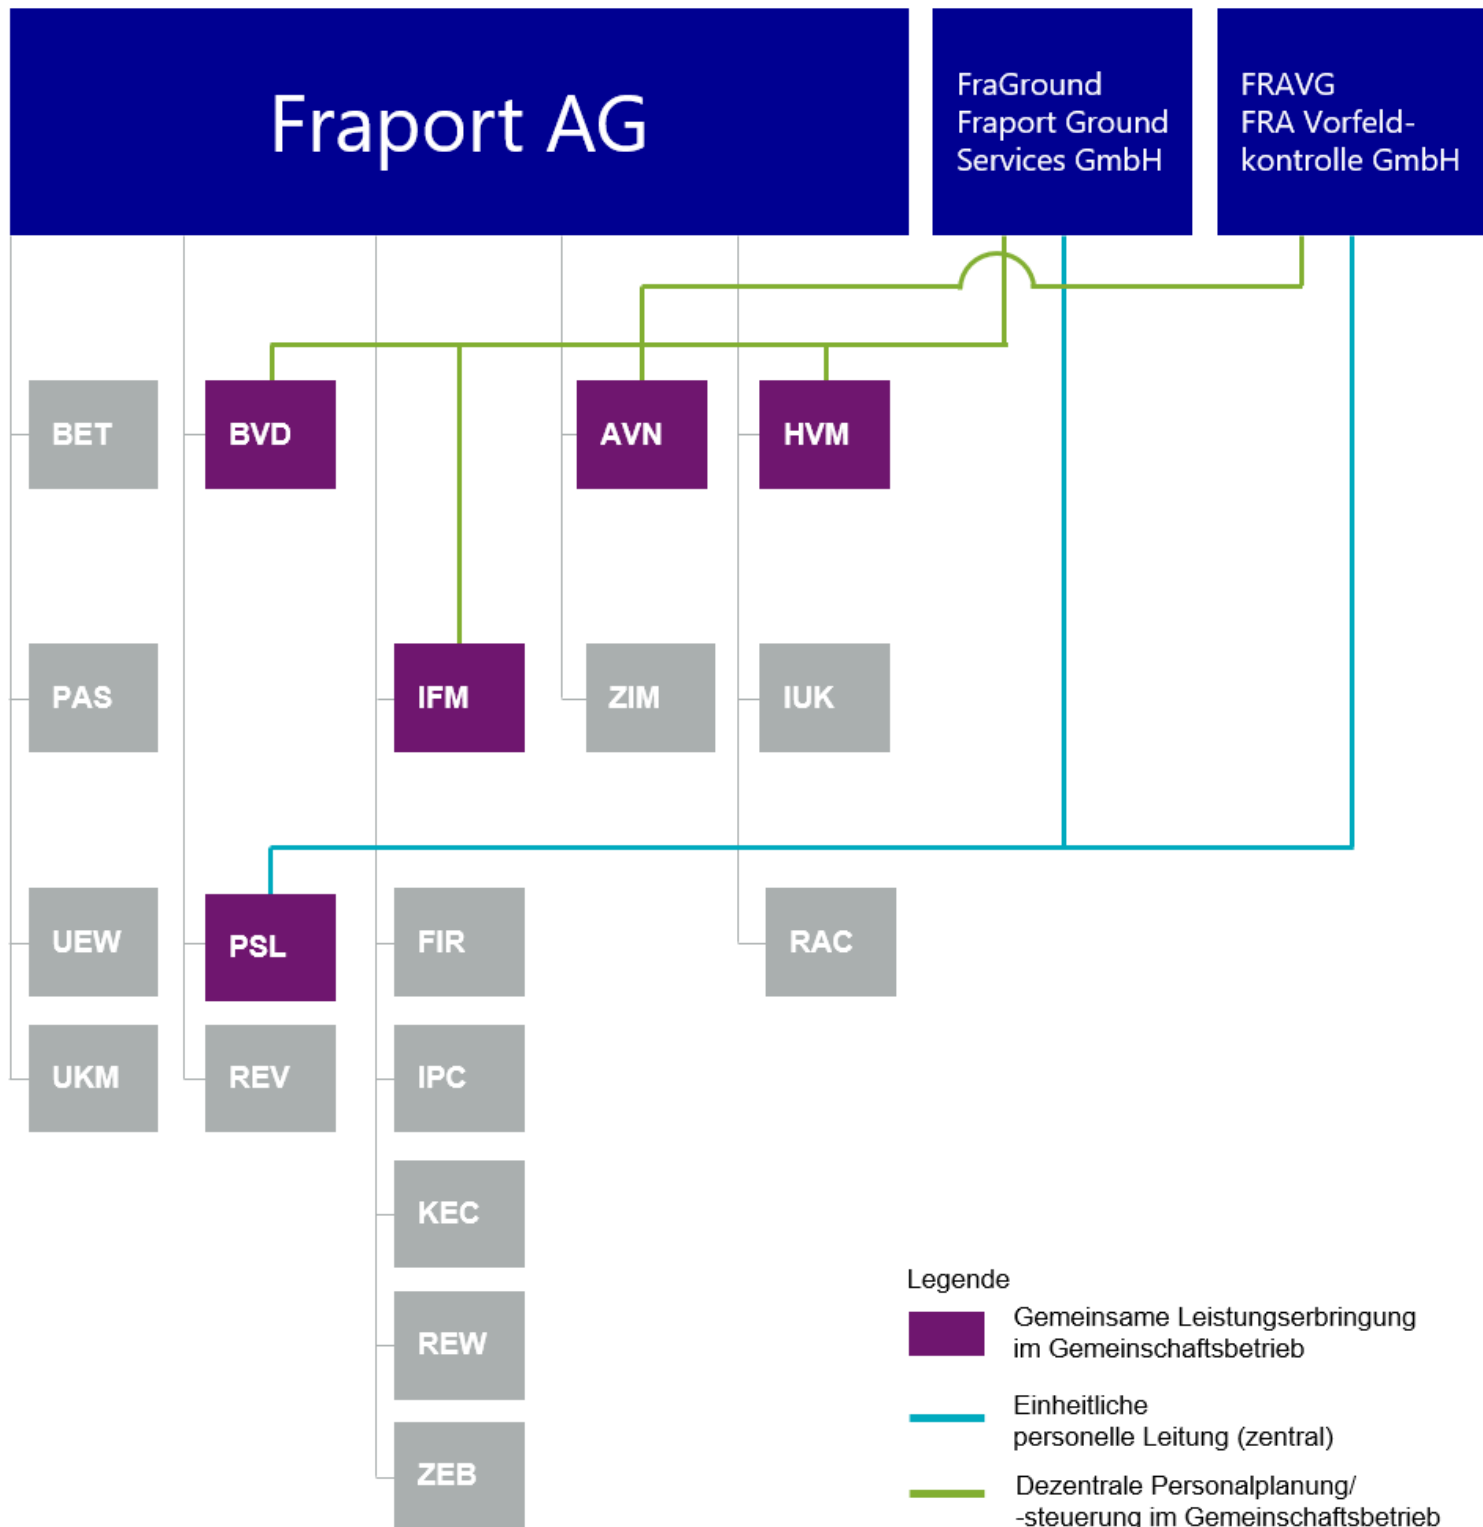 Fraport AG
FraGround
Fraport Ground
Services GmbH
FRAVG
FRA Vorfeld-
kontrolle GmbH
BET
BVD
AVN
HVM
PAS
IFM
ZIM
IUK
UEW
PSL
FIR
RAC
UKM
REV
IPC
KEC
REW
ZEB
Legende
Gemeinsame Leistungserbringung
im Gemeinschaftsbetrieb
Einheitliche
personelle Leitung (zentral)
Dezentrale Personalplanung/
-steuerung im Gemeinschaftsbetrieb